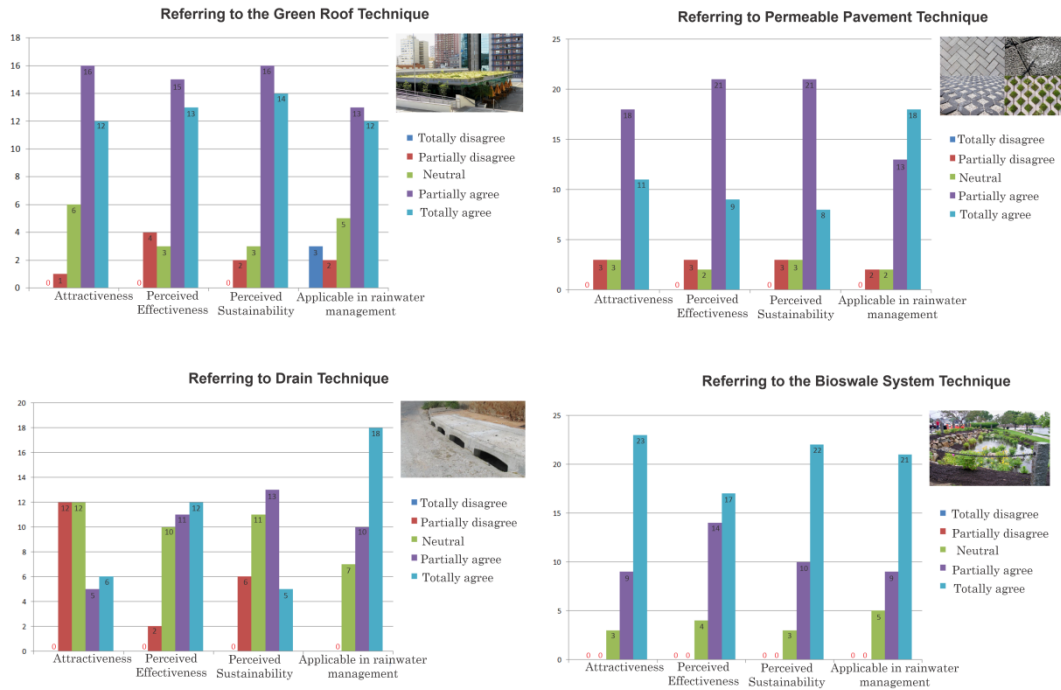 Referring to the Green Roof Technique
18
16
14
12
10
8
6
4
2
0
0
1
6
16
12
0
4
3
15
13
0
2
3
16
14
3
2
5
13
12
Attractiveness
Perceived
Effectiveness
Perceived
Sustainability
Applicable in rainwater
management
Totally disagree
Partially disagree
Neutral
Partially agree
Totally agree
Referring to Permeable Pavement Technique
25
20
15
10
5
0
0
3
3
18
11
0
3
2
21
9
0
3
3
21
8
0
2
2
13
18
Attractiveness
Perceived
Effectiveness
Perceived
Sustainability
Applicable in rainwater
management
Totally disagree
Partially disagree
Neutral
Partially agree
Totally agree
Referring to Drain Technique
20
18
16
14
12
10
8
6
4
2
0
0
12
12
5
6
0
2
10
11
12
0
6
11
13
5
0
7
10
18
Attractiveness
Perceived
Effectiveness
Perceived
Sustainability
Applicable in rainwater
management
Totally disagree
Partially disagree
Neutral
Partially agree
Totally agree
Referring to the Bioswale System Technique
25
20
15
10
5
0
0
0
3
9
23
0
0
4
14
17
0
0
3
10
22
0
0
5
9
21
Attractiveness
Perceived
Effectiveness
Perceived
Sustainability
Applicable in rainwater
management
Totally disagree
Partially disagree
Neutral
Partially agree
Totally agree